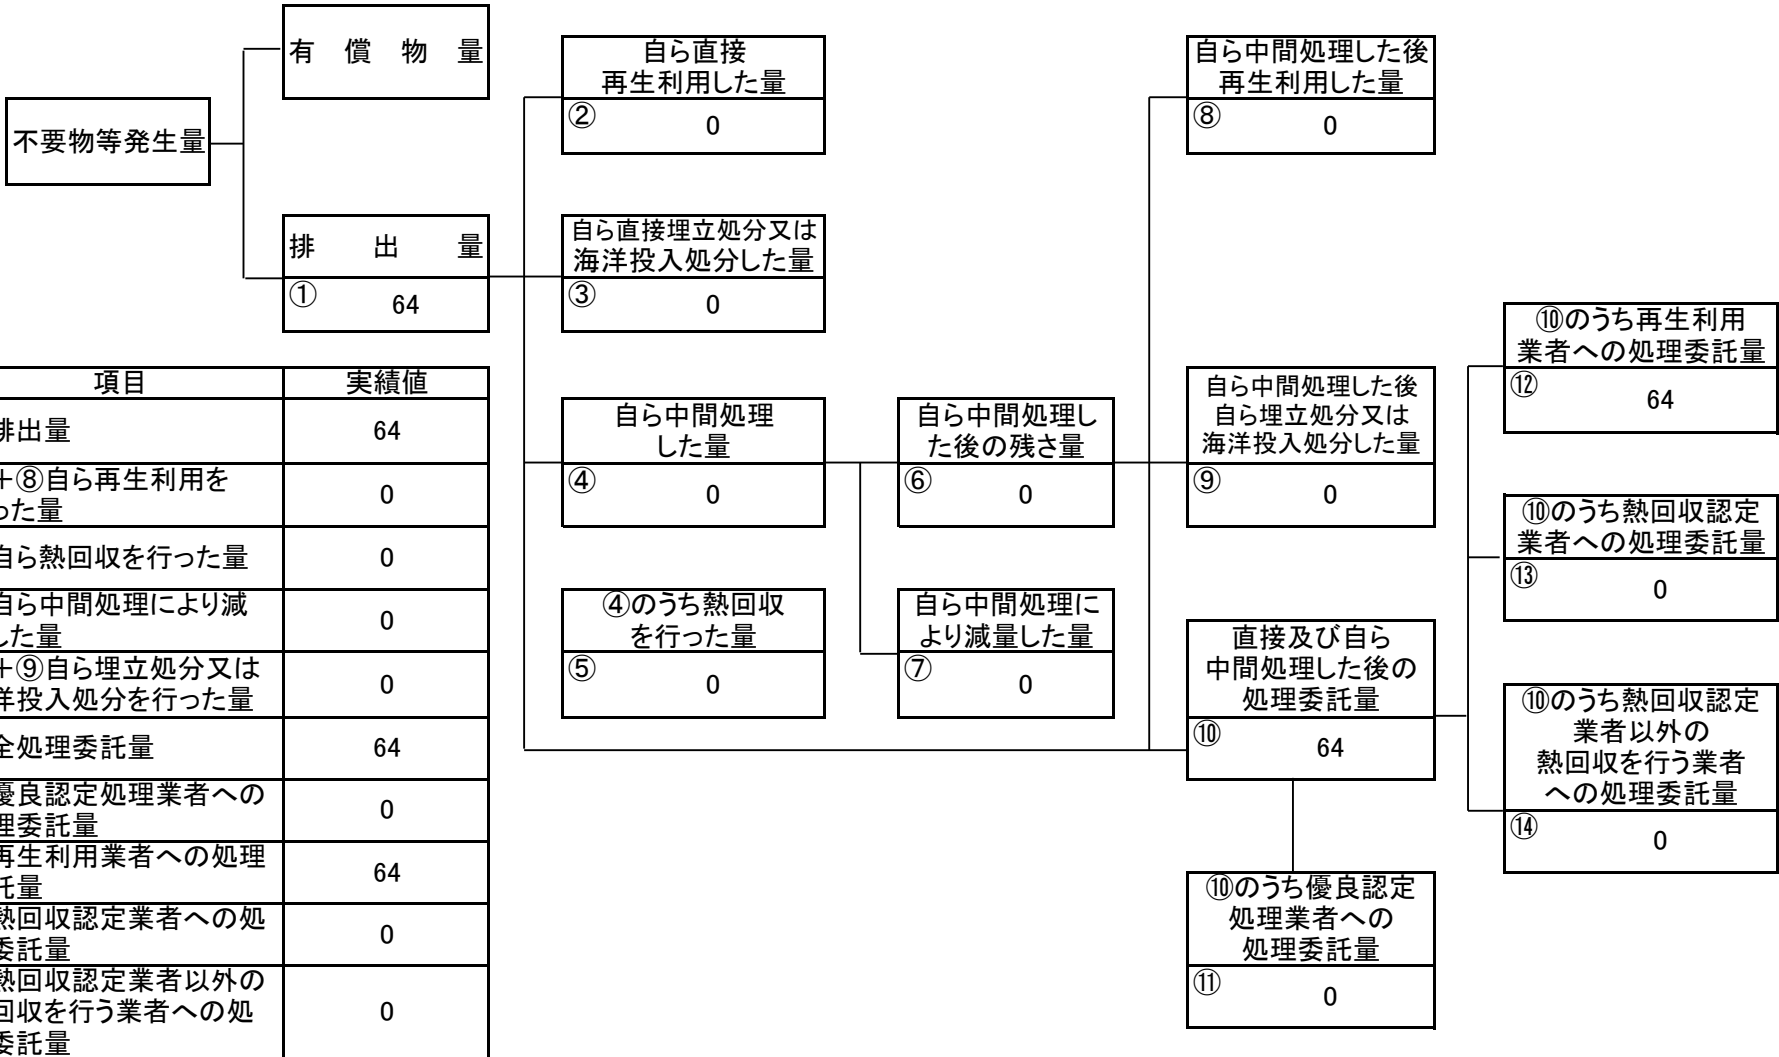 有 償 物 量
不要物等発生量
排 出 量
① 64
自ら直接
再生利用した量
② 0
自ら直接埋立処分又は
海洋投入処分した量
③ 0
自ら中間処理
した量
④ 0
④のうち熱回収
を行った量
⑤ 0
自ら中間処理し
た後の残さ量
⑥ 0
自ら中間処理に
より減量した量
⑦ 0
自ら中間処理した後
再生利用した量
⑧ 0
自ら中間処理した後
自ら埋立処分又は
海洋投入処分した量
⑨ 0
直接及び自ら
中間処理した後の
処理委託量
⑩ 64
⑩のうち優良認定
処理業者への
処理委託量
⑪ 0
⑩のうち再生利用
業者への処理委託量
⑫ 64
⑩のうち熱回収認定
業者への処理委託量
⑬ 0
⑩のうち熱回収認定
業者以外の
熱回収を行う業者
への処理委託量
⑭ 0
項目 実績値
排出量 64
+⑧自ら再生利用を
った量 0
自ら熱回収を行った量 0
自ら中間処理により減
した量 0
+⑨自ら埋立処分又は
洋投入処分を行った量 0
全処理委託量 64
優良認定処理業者への
理委託量 0
再生利用業者への処理
託量 64
熱回収認定業者への処
委託量 0
熱回収認定業者以外の
回収を行う業者への処
委託量 0